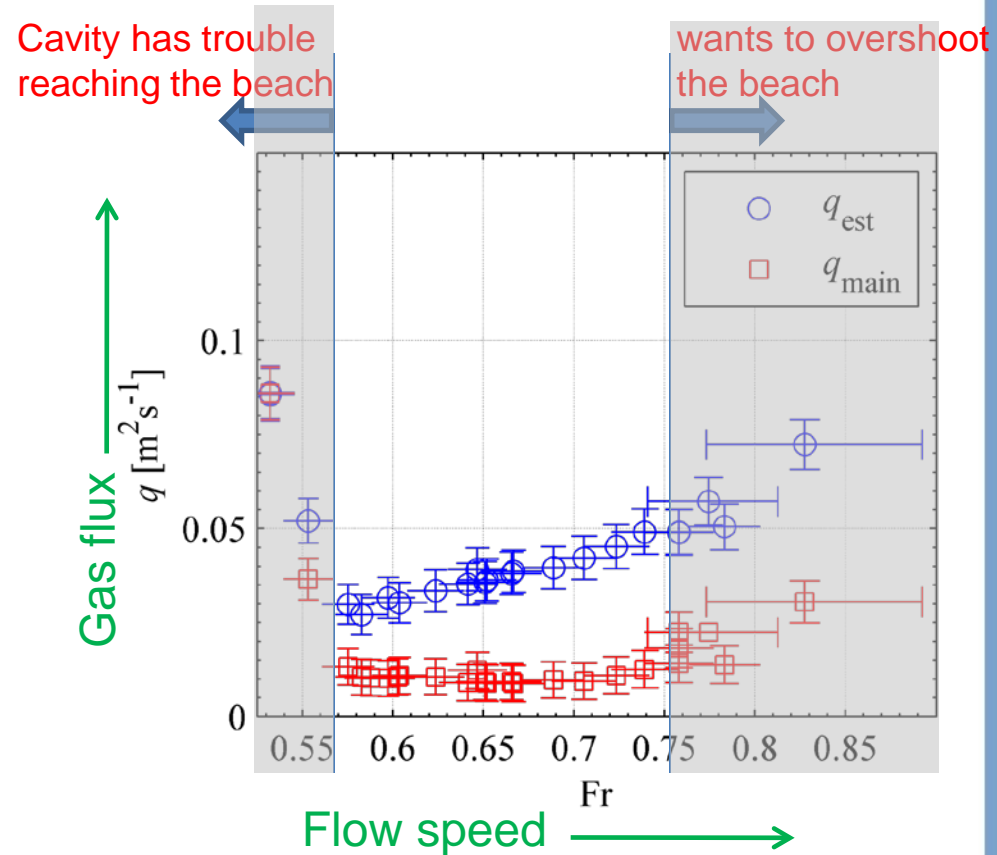 Cavity has trouble
reaching the beach
wants to overshoot
the beach
q_est
q_main
0.1
0.05
0
q [m²s⁻¹]
Gas flux
0.55 0.6 0.65 0.7 0.75 0.8 0.85
Fr
Flow speed